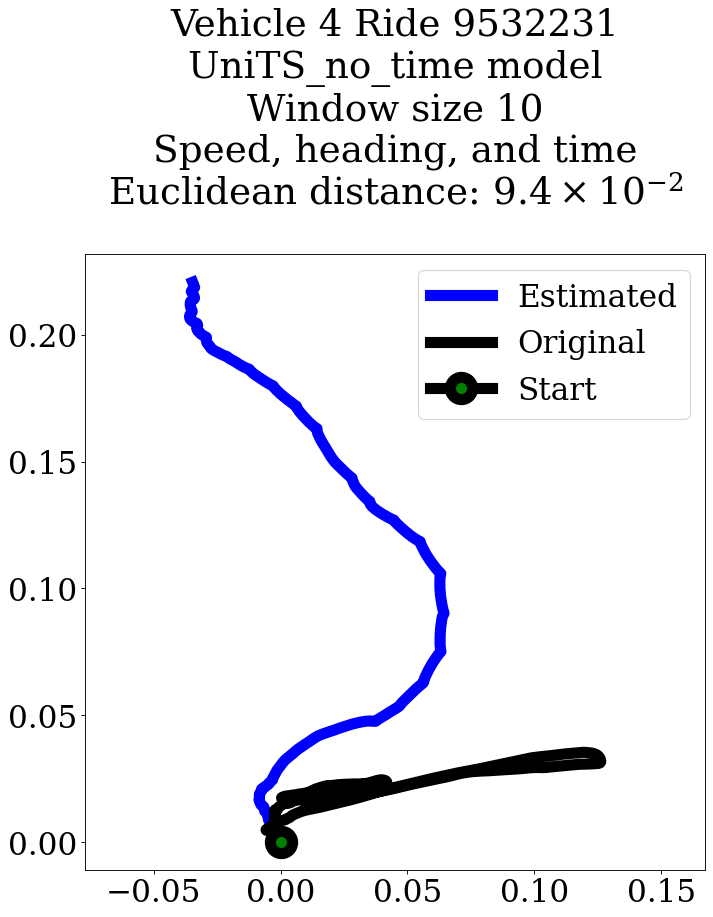 Vehicle 4 Ride 9532231
UniTS_no_time model
Window size 10
Speed, heading, and time
Euclidean distance: 9.4 × 10⁻²
Estimated
Original
Start
0.20
0.15
0.10
0.05
0.00
−0.05 0.00 0.05 0.10 0.15